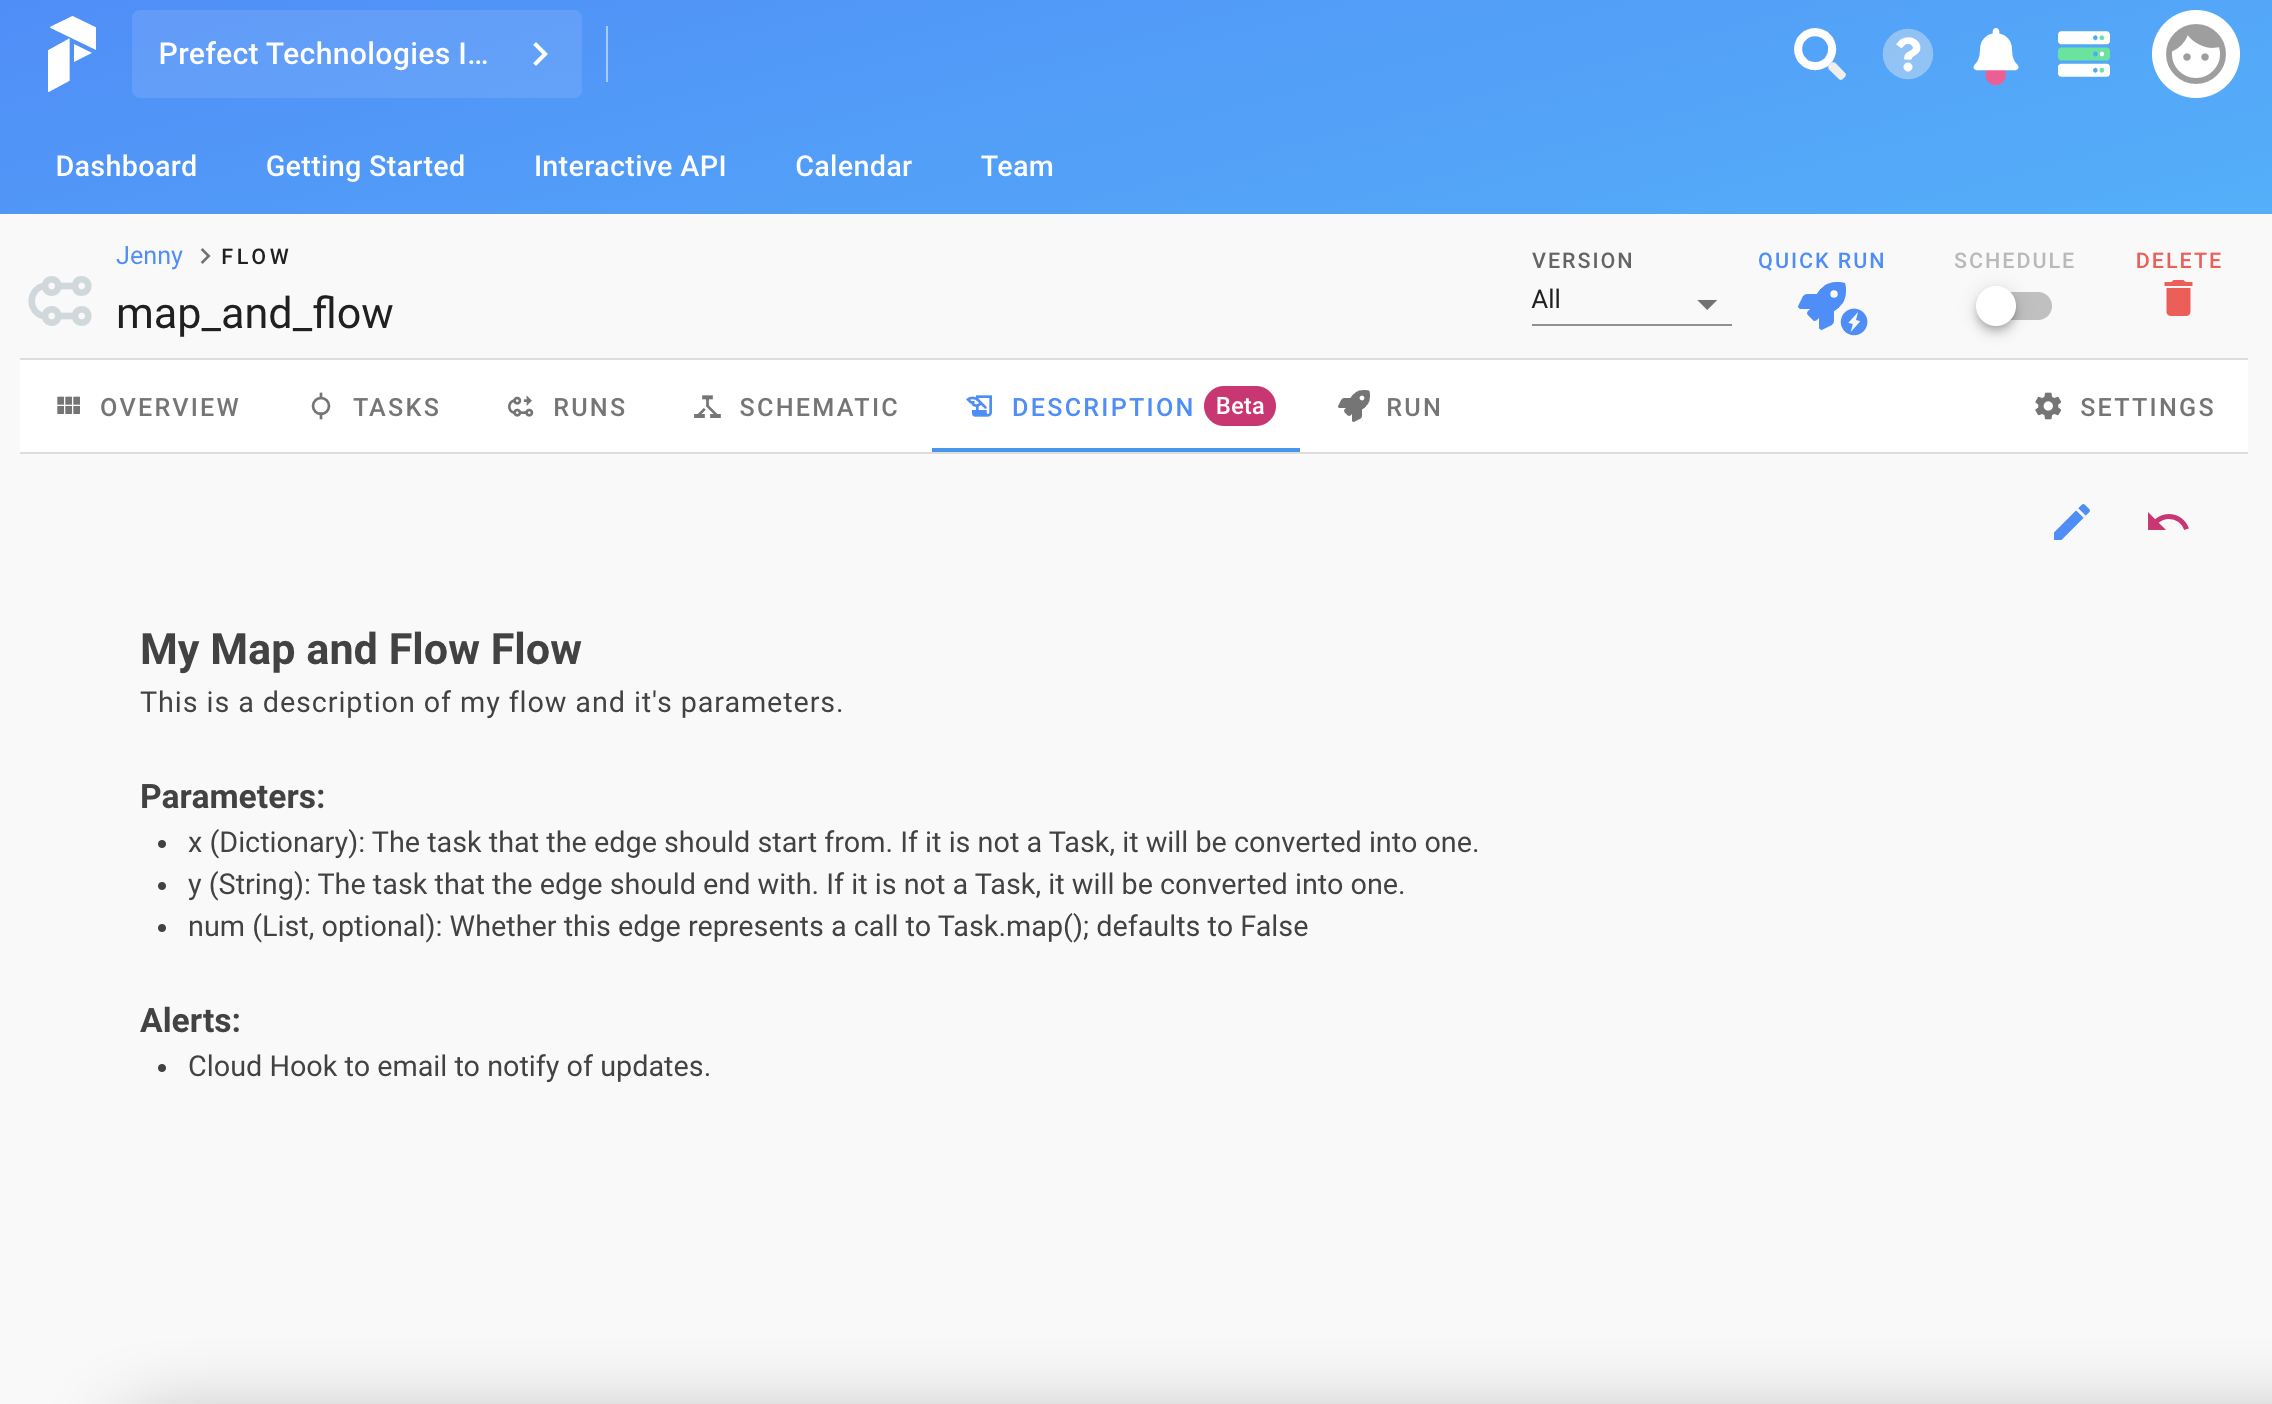 Prefect Technologies I...
Dashboard Getting Started Interactive API Calendar Team
Jenny > FLOW
map_and_flow
VERSION
All
QUICK RUN
SCHEDULE
DELETE
OVERVIEW TASKS RUNS SCHEMATIC DESCRIPTION Beta RUN SETTINGS
My Map and Flow Flow
This is a description of my flow and it's parameters.
Parameters:
• x (Dictionary): The task that the edge should start from. If it is not a Task, it will be converted into one.
• y (String): The task that the edge should end with. If it is not a Task, it will be converted into one.
• num (List, optional): Whether this edge represents a call to Task.map(); defaults to False
Alerts:
• Cloud Hook to email to notify of updates.